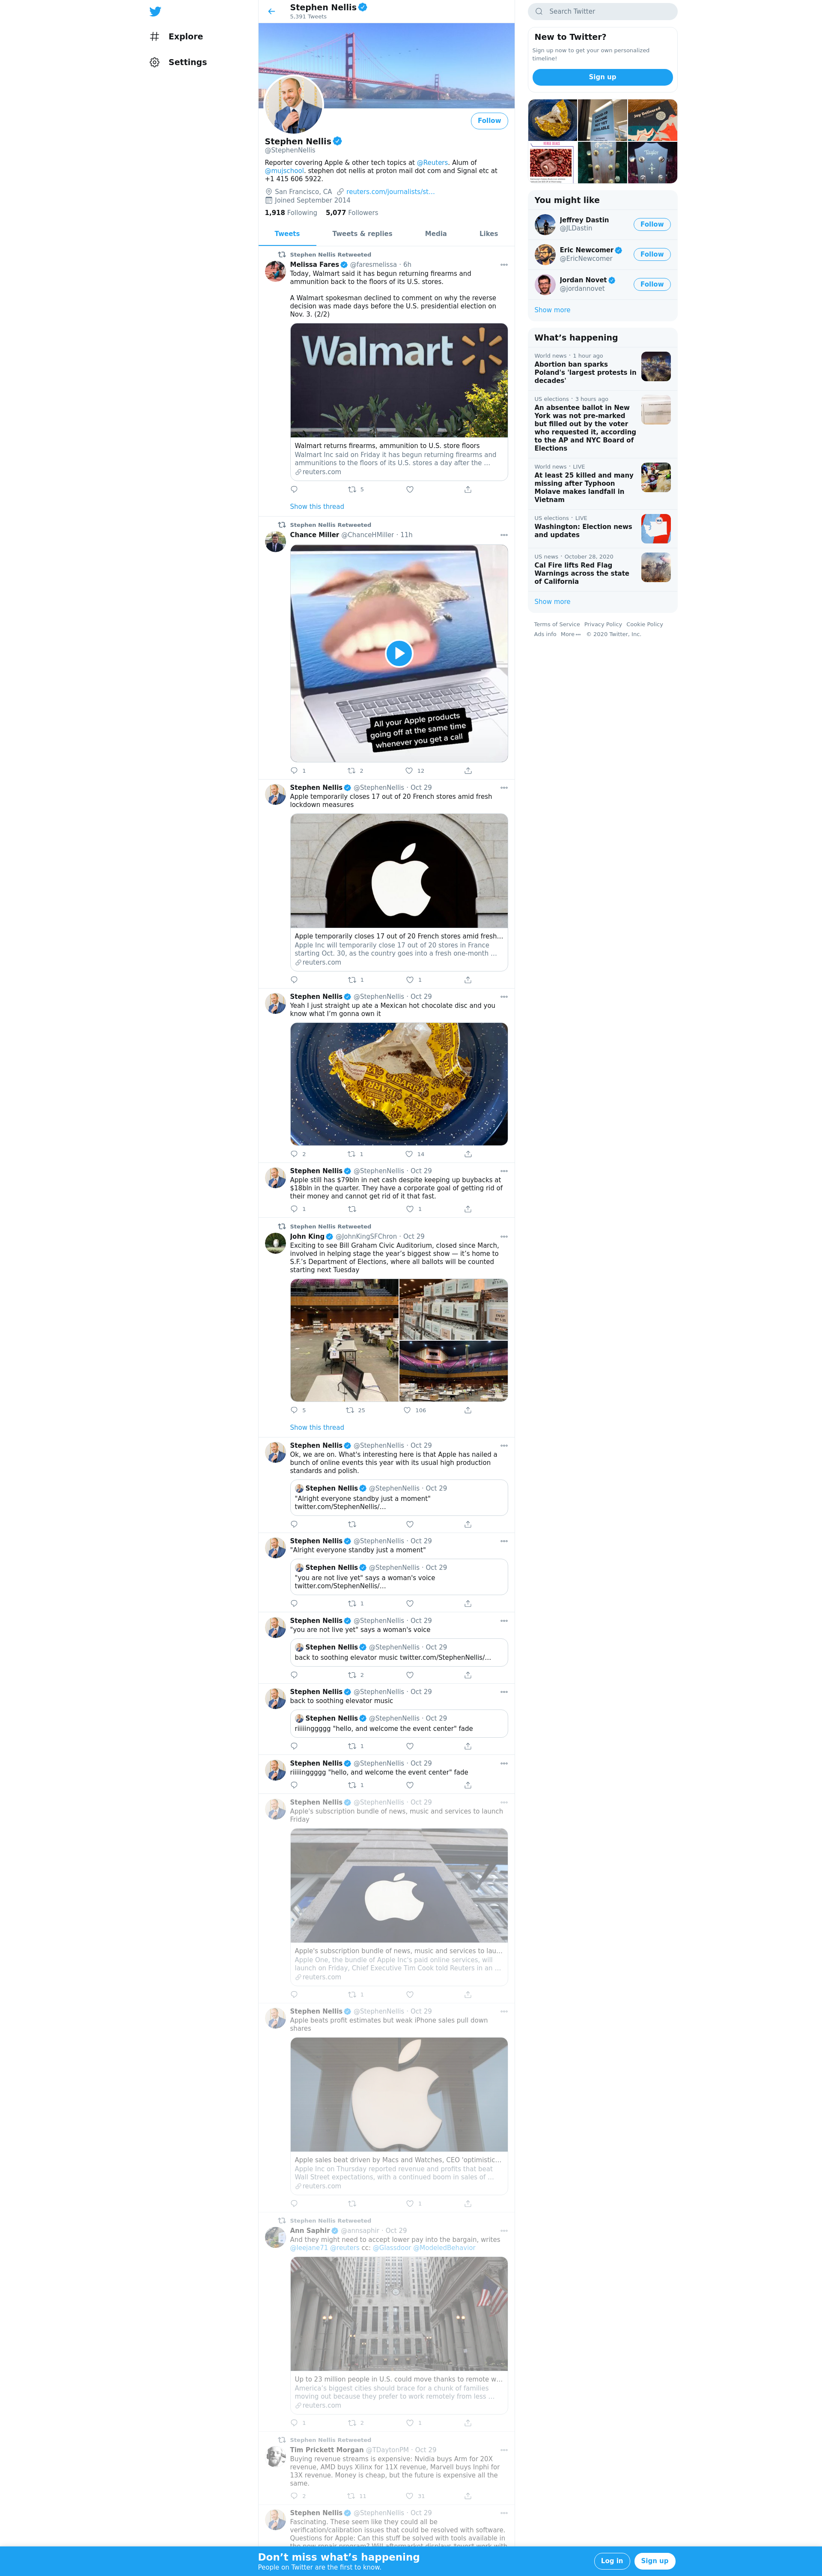 Explore
Settings
Stephen Nellis
5,391 Tweets
Follow
Stephen Nellis
@StephenNellis
Reporter covering Apple & other tech topics at @Reuters. Alum of
@mujschool. stephen dot nellis at proton mail dot com and Signal etc at
+1 415 606 5922.
San Francisco, CA reuters.com/journalists/st...
Joined September 2014
1,918 Following 5,077 Followers
Tweets Tweets & replies Media Likes
Stephen Nellis Retweeted
Melissa Fares @faresmelissa · 6h
Today, Walmart said it has begun returning firearms and
ammunition back to the floors of its U.S. stores.
A Walmart spokesman declined to comment on why the reverse
decision was made days before the U.S. presidential election on
Nov. 3. (2/2)
Walmart
Walmart returns firearms, ammunition to U.S. store floors
Walmart Inc said on Friday it has begun returning firearms and
ammunitions to the floors of its U.S. stores a day after the ...
reuters.com
5
Show this thread
Stephen Nellis Retweeted
Chance Miller @ChanceHMiller · 11h
All your Apple products
going off at the same time
whenever you get a call
1 2 12
Stephen Nellis @StephenNellis · Oct 29
Apple temporarily closes 17 out of 20 French stores amid fresh
lockdown measures
Apple temporarily closes 17 out of 20 French stores amid fresh...
Apple Inc will temporarily close 17 out of 20 stores in France
starting Oct. 30, as the country goes into a fresh one-month ...
reuters.com
1 1
Stephen Nellis @StephenNellis · Oct 29
Yeah I just straight up ate a Mexican hot chocolate disc and you
know what I'm gonna own it
IBARRA
2 1 14
Stephen Nellis @StephenNellis · Oct 29
Apple still has $79bln in net cash despite keeping up buybacks at
$18bln in the quarter. They have a corporate goal of getting rid of
their money and cannot get rid of it that fast.
1 1
Stephen Nellis Retweeted
John King @JohnKingSFChron · Oct 29
Exciting to see Bill Graham Civic Auditorium, closed since March,
involved in helping stage the year's biggest show — it's home to
S.F.'s Department of Elections, where all ballots will be counted
starting next Tuesday
5 25 106
Show this thread
Stephen Nellis @StephenNellis · Oct 29
Ok, we are on. What's interesting here is that Apple has nailed a
bunch of online events this year with its usual high production
standards and polish.
Stephen Nellis @StephenNellis · Oct 29
"Alright everyone standby just a moment"
twitter.com/StephenNellis/...
Stephen Nellis @StephenNellis · Oct 29
"Alright everyone standby just a moment"
Stephen Nellis @StephenNellis · Oct 29
"you are not live yet" says a woman's voice
twitter.com/StephenNellis/...
1
Stephen Nellis @StephenNellis · Oct 29
"you are not live yet" says a woman's voice
Stephen Nellis @StephenNellis · Oct 29
back to soothing elevator music twitter.com/StephenNellis/...
2
Stephen Nellis @StephenNellis · Oct 29
back to soothing elevator music
Stephen Nellis @StephenNellis · Oct 29
riiiiinggggg "hello, and welcome the event center" fade
1
Stephen Nellis @StephenNellis · Oct 29
riiiiinggggg "hello, and welcome the event center" fade
1
Stephen Nellis @StephenNellis · Oct 29
Apple's subscription bundle of news, music and services to launch
Friday
Apple's subscription bundle of news, music and services to lau...
Apple One, the bundle of Apple Inc's paid online services, will
launch on Friday, Chief Executive Tim Cook told Reuters in an ...
reuters.com
Stephen Nellis @StephenNellis · Oct 29
Apple beats profit estimates but weak iPhone sales pull down
shares
Apple sales beat driven by Macs and Watches, CEO 'optimistic...
Apple Inc on Thursday reported revenue and profits that beat
Wall Street expectations, with a continued boom in sales of ...
reuters.com
Stephen Nellis Retweeted
Ann Saphir @annsaphir · Oct 29
And they might need to accept lower pay into the bargain, writes
@leejane71 @reuters cc: @Glassdoor @ModeledBehavior
Up to 23 million people in U.S. could move thanks to remote w...
America's biggest cities should brace for a chunk of families
moving out because they prefer to work remotely from less ...
reuters.com
2 1
Stephen Nellis Retweeted
Tim Prickett Morgan @TDaytonPM · Oct 29
Buying revenue streams is expensive: Nvidia buys Arm for 20X
revenue, AMD buys Xilinx for 11X revenue, Marvell buys Inphi for
13X revenue. Money is cheap, but the future is expensive all the
same.
2 11 31
Stephen Nellis @StephenNellis · Oct 29
Fascinating. These seem like they could all be
verification/calibration issues that could be resolved with software.
Questions for Apple: Can this stuff be solved with tools available in
Search Twitter
New to Twitter?
Sign up now to get your own personalized
timeline!
Sign up
You might like
Jeffrey Dastin
@JLDastin
Follow
Eric Newcomer
@EricNewcomer
Follow
Jordan Novet
@jordannovet
Follow
Show more
What's happening
World news · 1 hour ago
Abortion ban sparks
Poland's 'largest protests in
decades'
US elections · 3 hours ago
An absentee ballot in New
York was not pre-marked
but filled out by the voter
who requested it, according
to the AP and NYC Board of
Elections
World news · LIVE
At least 25 killed and many
missing after Typhoon
Molave makes landfall in
Vietnam
US elections · LIVE
Washington: Election news
and updates
US news · October 28, 2020
Cal Fire lifts Red Flag
Warnings across the state
of California
Show more
Terms of Service Privacy Policy Cookie Policy
Ads info More © 2020 Twitter, Inc.
Don't miss what's happening
People on Twitter are the first to know.
Log in Sign up